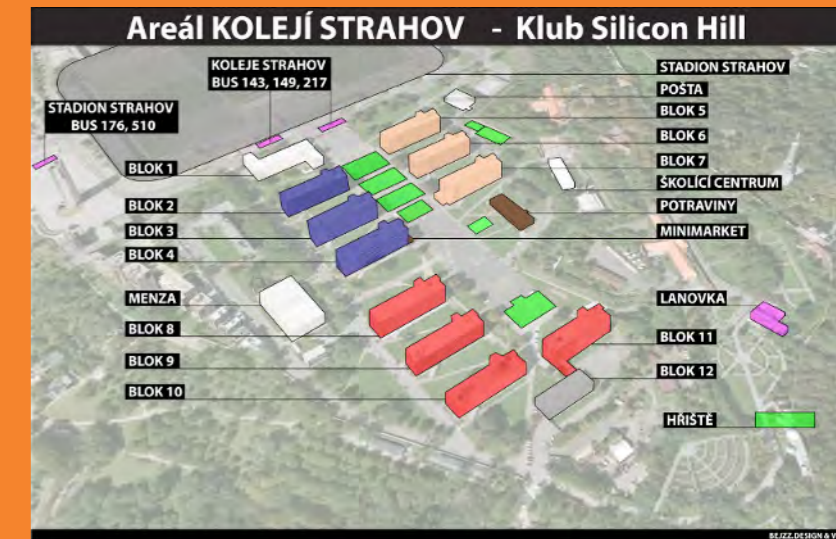 Areál KOLEJÍ STRAHOV - Klub Silicon Hill
KOLEJE STRAHOV
BUS 143, 149, 217
STADION STRAHOV
BUS 176, 510
BLOK 1
BLOK 2
BLOK 3
BLOK 4
MENZA
BLOK 8
BLOK 9
BLOK 10
STADION STRAHOV
POŠTA
BLOK 5
BLOK 6
BLOK 7
ŠKOLÍCÍ CENTRUM
POTRAVINY
MINIMARKET
LANOVKA
BLOK 11
BLOK 12
HŘIŠTĚ
BEJZZ.DESIGN & V